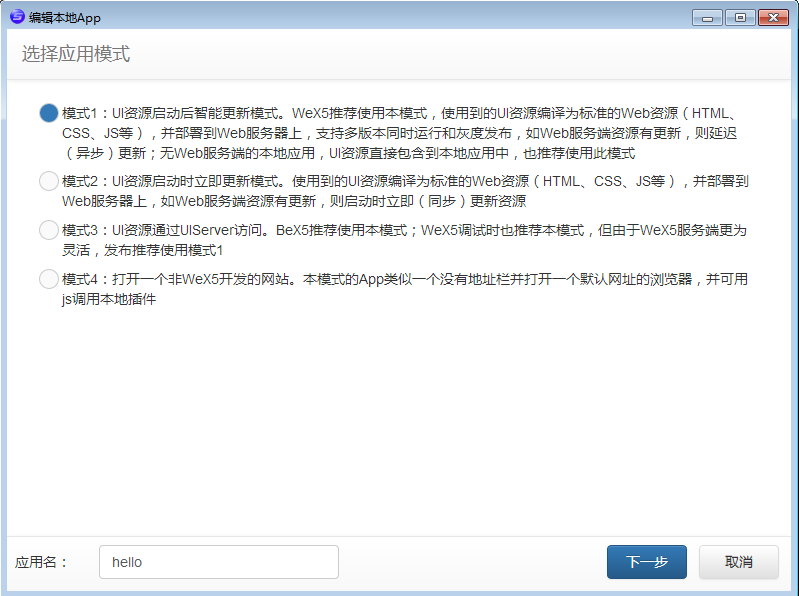 编辑本地App
选择应用模式
模式1：UI资源启动后智能更新模式。WeX5推荐使用本模式，使用到的UI资源编译为标准的Web资源（HTML、
CSS、JS等），并部署到Web服务器上，支持多版本同时运行和灰度发布，如Web服务端资源有更新，则延迟
（异步）更新；无Web服务端的本地应用，UI资源直接包含到本地应用中，也推荐使用此模式
模式2：UI资源启动时立即更新模式。使用到的UI资源编译为标准的Web资源（HTML、CSS、JS等），并部署到
Web服务器上，如Web服务端资源有更新，则启动时立即（同步）更新资源
模式3：UI资源通过UIServer访问。BeX5推荐使用本模式；WeX5调试时也推荐本模式，但由于WeX5服务端更为
灵活，发布推荐使用模式1
模式4：打开一个非WeX5开发的网站。本模式的App类似一个没有地址栏并打开一个默认网址的浏览器，并可用
js调用本地插件
应用名： hello 下一步 取消